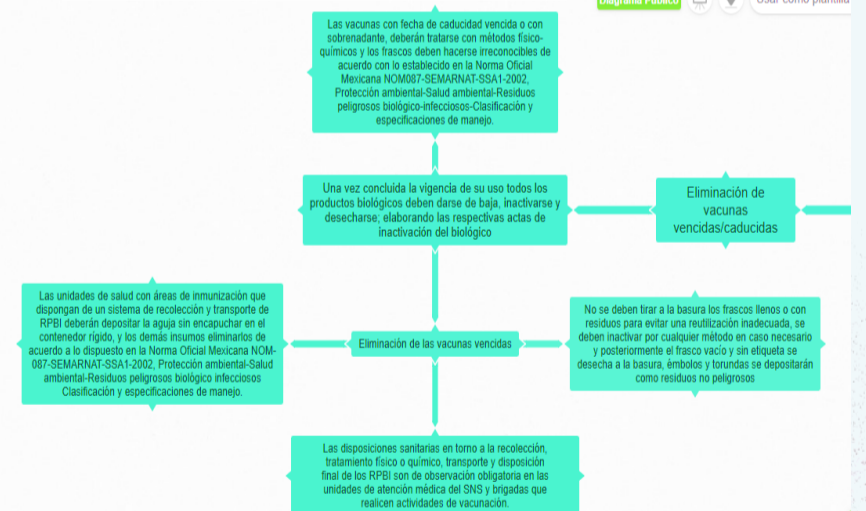 Diagrama Público
Usar como plantilla
Las vacunas con fecha de caducidad vencida o con
sobrenadante, deberán tratarse con métodos físico-
químicos y los frascos deben hacerse irreconocibles de
acuerdo con lo establecido en la Norma Oficial
Mexicana NOM087-SEMARNAT-SSA1-2002,
Protección ambiental-Salud ambiental-Residuos
peligrosos biológico-infecciosos-Clasificación y
especificaciones de manejo.
Una vez concluida la vigencia de su uso todos los
productos biológicos deben darse de baja, inactivarse y
desecharse; elaborando las respectivas actas de
inactivación del biológico
Eliminación de
vacunas
vencidas/caducidas
Las unidades de salud con áreas de inmunización que
dispongan de un sistema de recolección y transporte de
RPBI deberán depositar la aguja sin encapuchar en el
contenedor rígido, y los demás insumos eliminarlos de
acuerdo a lo dispuesto en la Norma Oficial Mexicana NOM-
087-SEMARNAT-SSA1-2002, Protección ambiental-Salud
ambiental-Residuos peligrosos biológico infecciosos
Clasificación y especificaciones de manejo.
Eliminación de las vacunas vencidas
No se deben tirar a la basura los frascos llenos o con
residuos para evitar una reutilización inadecuada, se
deben inactivar por cualquier método en caso necesario
y posteriormente el frasco vacío y sin etiqueta se
desecha a la basura, émbolos y torundas se depositarán
como residuos no peligrosos
Las disposiciones sanitarias en torno a la recolección,
tratamiento físico o químico, transporte y disposición
final de los RPBI son de observación obligatoria en las
unidades de atención médica del SNS y brigadas que
realicen actividades de vacunación.